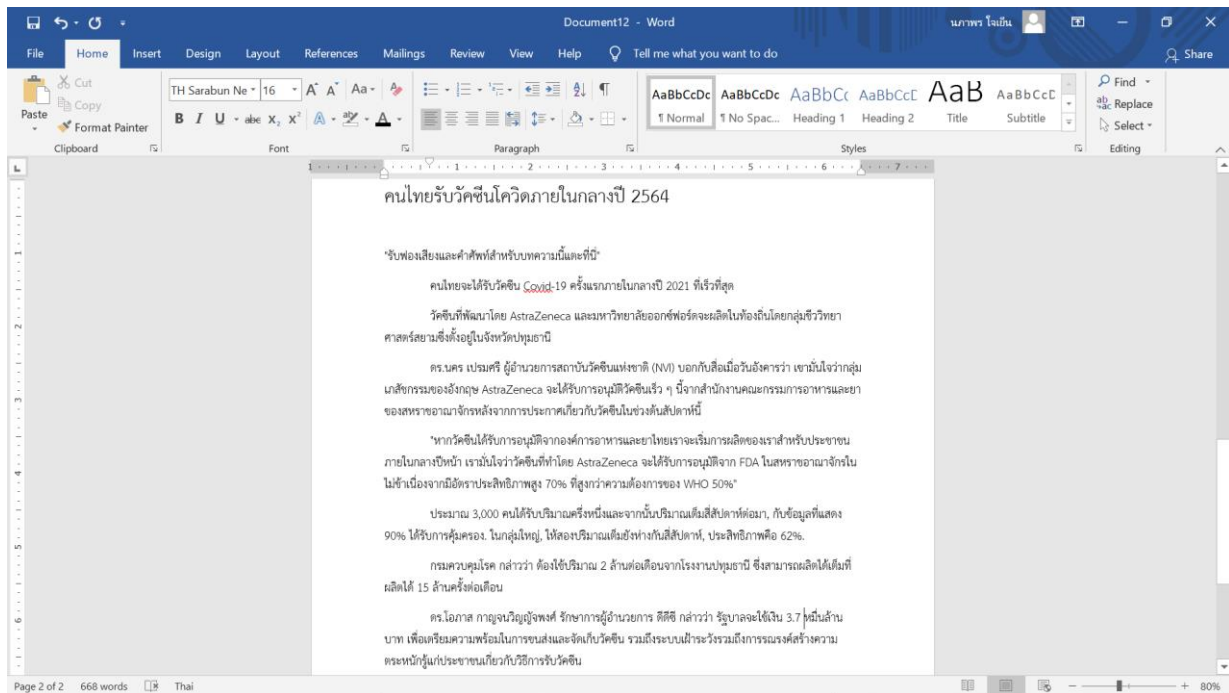 Document12 - Word
นภาพร ใจเย็น
File Home Insert Design Layout References Mailings Review View Help Tell me what you want to do Share
Paste
Cut
Copy
Format Painter
Clipboard
TH Sarabun Ne 16
Font
Paragraph
AaBbCcDc AaBbCcDc AaBbCc AaBbCcD AaB AaBbCcD
¶ Normal ¶ No Spac... Heading 1 Heading 2 Title Subtitle
Styles
Find
Replace
Select
Editing
คนไทยรับวัคซีนโควิดภายในกลางปี 2564
"รับฟองเสียงและคำศัพท์สำหรับบทความนี้แตะที่นี่"
คนไทยจะได้รับวัคซีน Covid-19 ครั้งแรกภายในกลางปี 2021 ที่เร็วที่สุด
วัคซีนที่พัฒนาโดย AstraZeneca และมหาวิทยาลัยออกซ์ฟอร์ดจะผลิตในท้องถิ่นโดยกลุ่มชีววิทยา
ศาสตร์สยามซึ่งตั้งอยู่ในจังหวัดปทุมธานี
ดร.นคร เปรมศรี ผู้อำนวยการสถาบันวัคซีนแห่งชาติ (NVI) บอกกับสื่อเมื่อวันอังคารว่า เขามั่นใจว่ากลุ่ม
เภสัชกรรมของอังกฤษ AstraZeneca จะได้รับการอนุมัติวัคซีนเร็ว ๆ นี้จากสำนักงานคณะกรรมการอาหารและยา
ของสหราชอาณาจักรหลังจากการประกาศเกี่ยวกับวัคซีนในช่วงต้นสัปดาห์นี้
"หากวัคซีนได้รับการอนุมัติจากองค์การอาหารและยาไทยเราจะเริ่มการผลิตของเราสำหรับประชาชน
ภายในกลางปีหน้า เรามั่นใจว่าวัคซีนที่ทำโดย AstraZeneca จะได้รับการอนุมัติจาก FDA ในสหราชอาณาจักรใน
ไม่ช้าเนื่องจากมีอัตราประสิทธิภาพสูง 70% ที่สูงกว่าความต้องการของ WHO 50%"
ประมาณ 3,000 คนได้รับปริมาณครึ่งหนึ่งและจากนั้นปริมาณเต็มสี่สัปดาห์ต่อมา, กับข้อมูลที่แสดง
90% ได้รับการคุ้มครอง. ในกลุ่มใหญ่, ให้สองปริมาณเต็มยังห่างกันสี่สัปดาห์, ประสิทธิภาพคือ 62%.
กรมควบคุมโรค กล่าวว่า ต้องใช้ปริมาณ 2 ล้านต่อเดือนจากโรงงานปทุมธานี ซึ่งสามารถผลิตได้เต็มที่
ผลิตได้ 15 ล้านครั้งต่อเดือน
ดร.โอภาส กาญจนวิญญัจพงศ์ รักษาการผู้อำนวยการ ดีดีซี กล่าวว่า รัฐบาลจะใช้เงิน 3.7 หมื่นล้าน
บาท เพื่อเตรียมความพร้อมในการขนส่งและจัดเก็บวัคซีน รวมถึงระบบเฝ้าระวังรวมถึงการรณรงค์สร้างความ
ตระหนักรู้แก่ประชาชนเกี่ยวกับวิธีการรับวัคซีน
Page 2 of 2 668 words Thai 80%